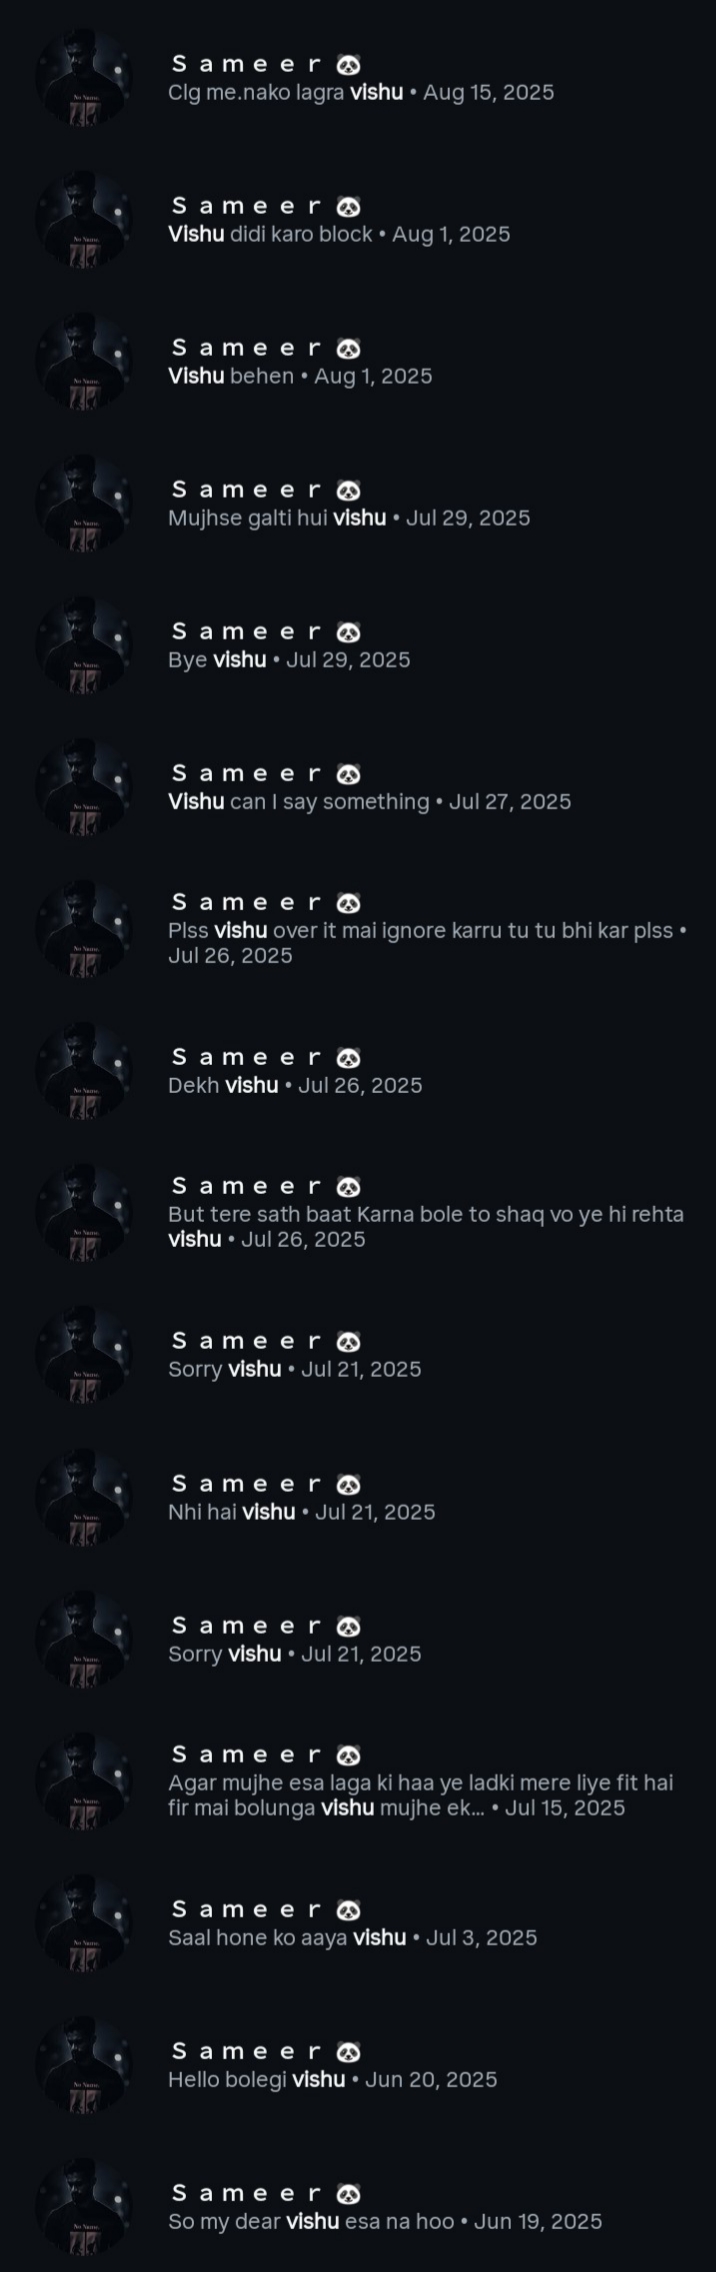 S a m e e r 🐼
Clg me.nako lagra vishu • Aug 15, 2025
S a m e e r 🐼
Vishu didi karo block • Aug 1, 2025
S a m e e r 🐼
Vishu behen • Aug 1, 2025
S a m e e r 🐼
Mujhse galti hui vishu • Jul 29, 2025
S a m e e r 🐼
Bye vishu • Jul 29, 2025
S a m e e r 🐼
Vishu can I say something • Jul 27, 2025
S a m e e r 🐼
Plss vishu over it mai ignore karru tu tu bhi kar plss •
Jul 26, 2025
S a m e e r 🐼
Dekh vishu • Jul 26, 2025
S a m e e r 🐼
But tere sath baat Karna bole to shaq vo ye hi rehta
vishu • Jul 26, 2025
S a m e e r 🐼
Sorry vishu • Jul 21, 2025
S a m e e r 🐼
Nhi hai vishu • Jul 21, 2025
S a m e e r 🐼
Sorry vishu • Jul 21, 2025
S a m e e r 🐼
Agar mujhe esa laga ki haa ye ladki mere liye fit hai
fir mai bolunga vishu mujhe ek... • Jul 15, 2025
S a m e e r 🐼
Saal hone ko aaya vishu • Jul 3, 2025
S a m e e r 🐼
Hello bolegi vishu • Jun 20, 2025
S a m e e r 🐼
So my dear vishu esa na hoo • Jun 19, 2025